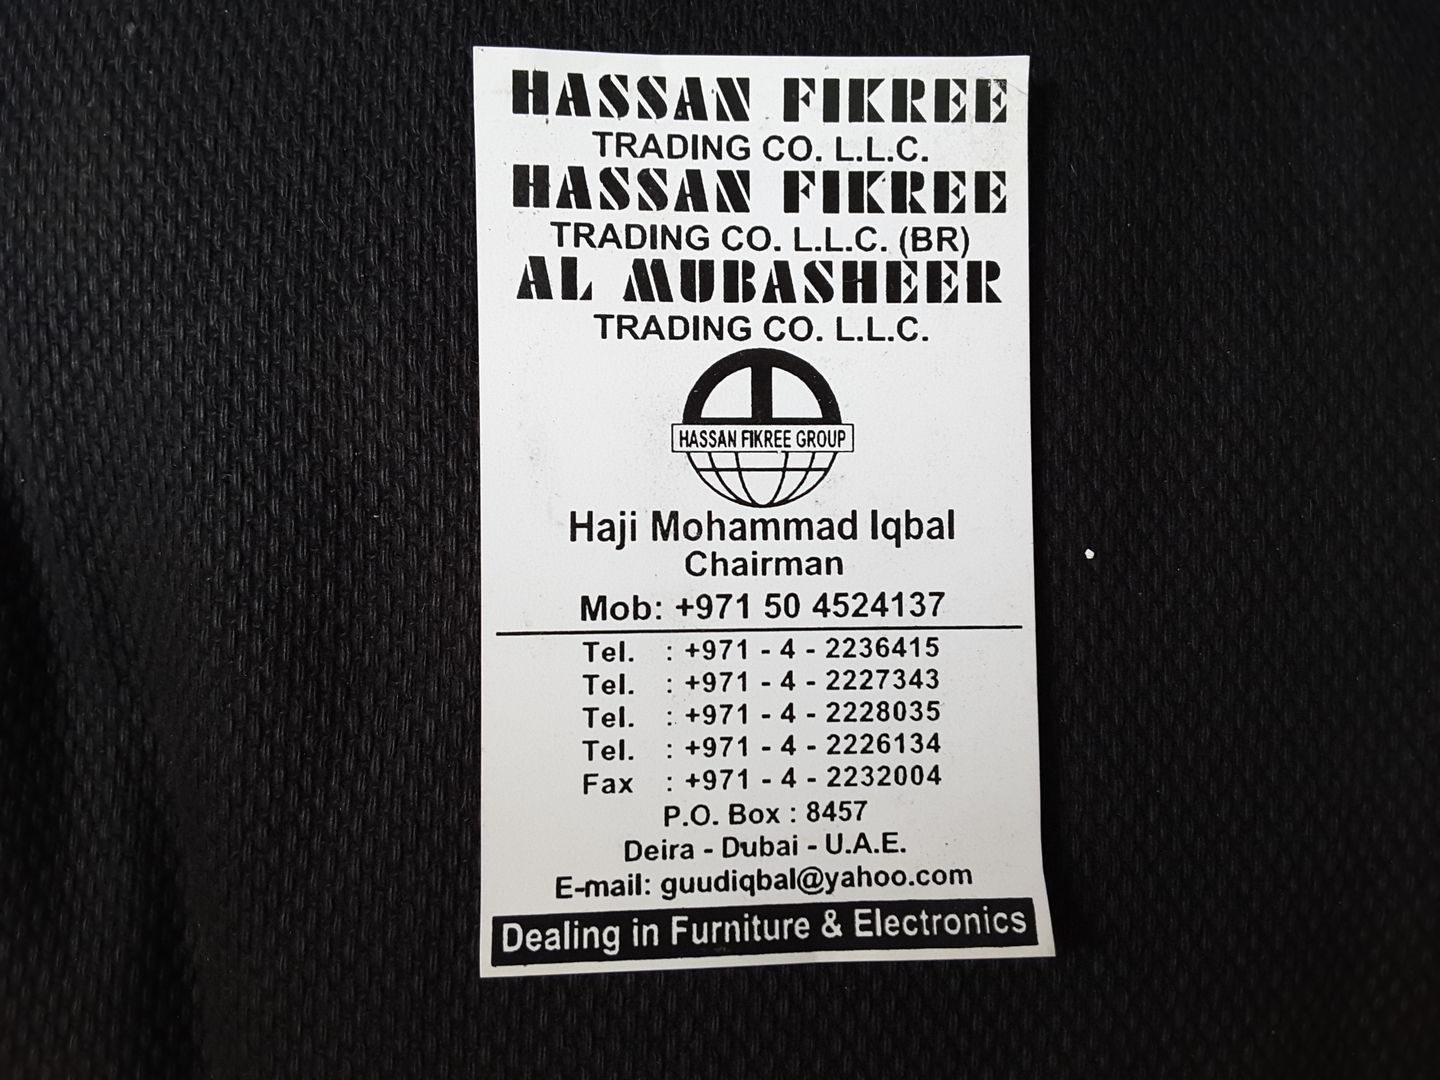 HASSAN FIKREE
TRADING CO. L.L.C.
HASSAN FIKREE
TRADING CO. L.L.C. (BR)
AL MUBASHEER
TRADING CO. L.L.C.
HASSAN FIKREE GROUP
Haji Mohammad Iqbal
Chairman
Mob: +971 50 4524137
Tel. : +971 - 4 - 2236415
Tel. : +971 - 4 - 2227343
Tel. : +971 - 4 - 2228035
Tel. : +971 - 4 - 2226134
Fax : +971 - 4 - 2232004
P.O. Box : 8457
Deira - Dubai - U.A.E.
E-mail: guudiqbal@yahoo.com
Dealing in Furniture & Electronics